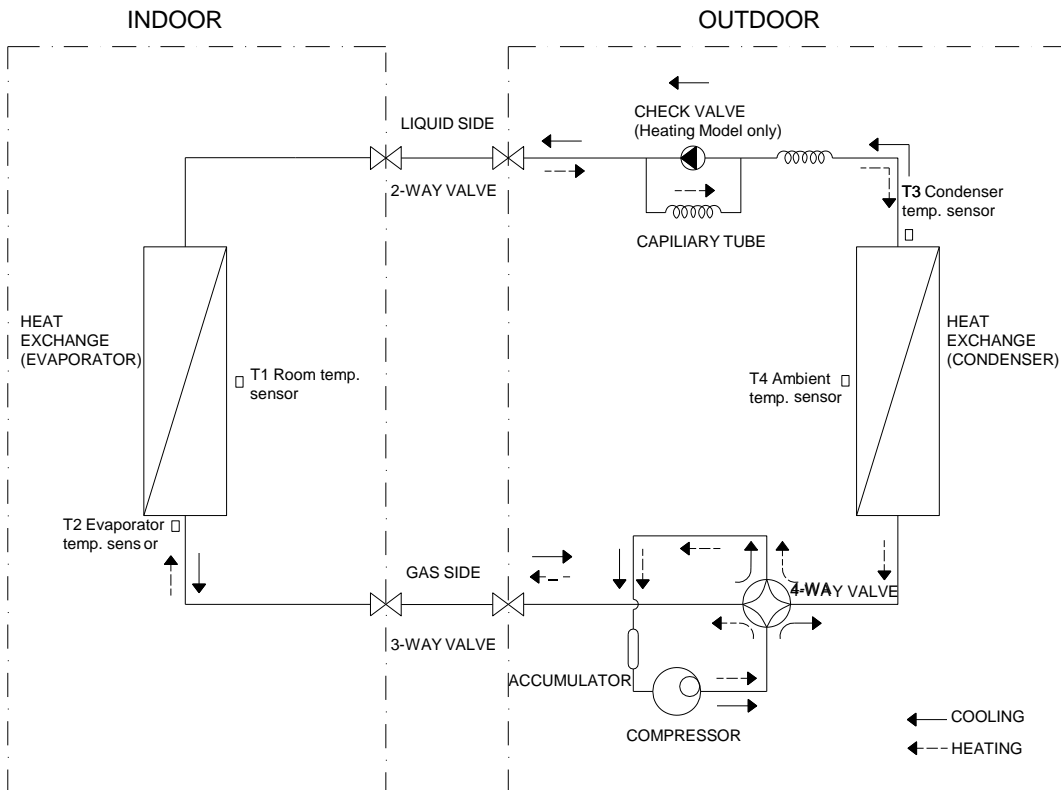 INDOOR
OUTDOOR
LIQUID SIDE
2-WAY VALVE
CHECK VALVE
(Heating Model only)
CAPILIARY TUBE
T3 Condenser
temp. sensor
HEAT
EXCHANGE
(EVAPORATOR)
T1 Room temp.
sensor
T4 Ambient
temp. sensor
HEAT
EXCHANGE
(CONDENSER)
T2 Evaporator
temp. sensor
GAS SIDE
3-WAY VALVE
4-WAY VALVE
ACCUMULATOR
COMPRESSOR
COOLING
HEATING